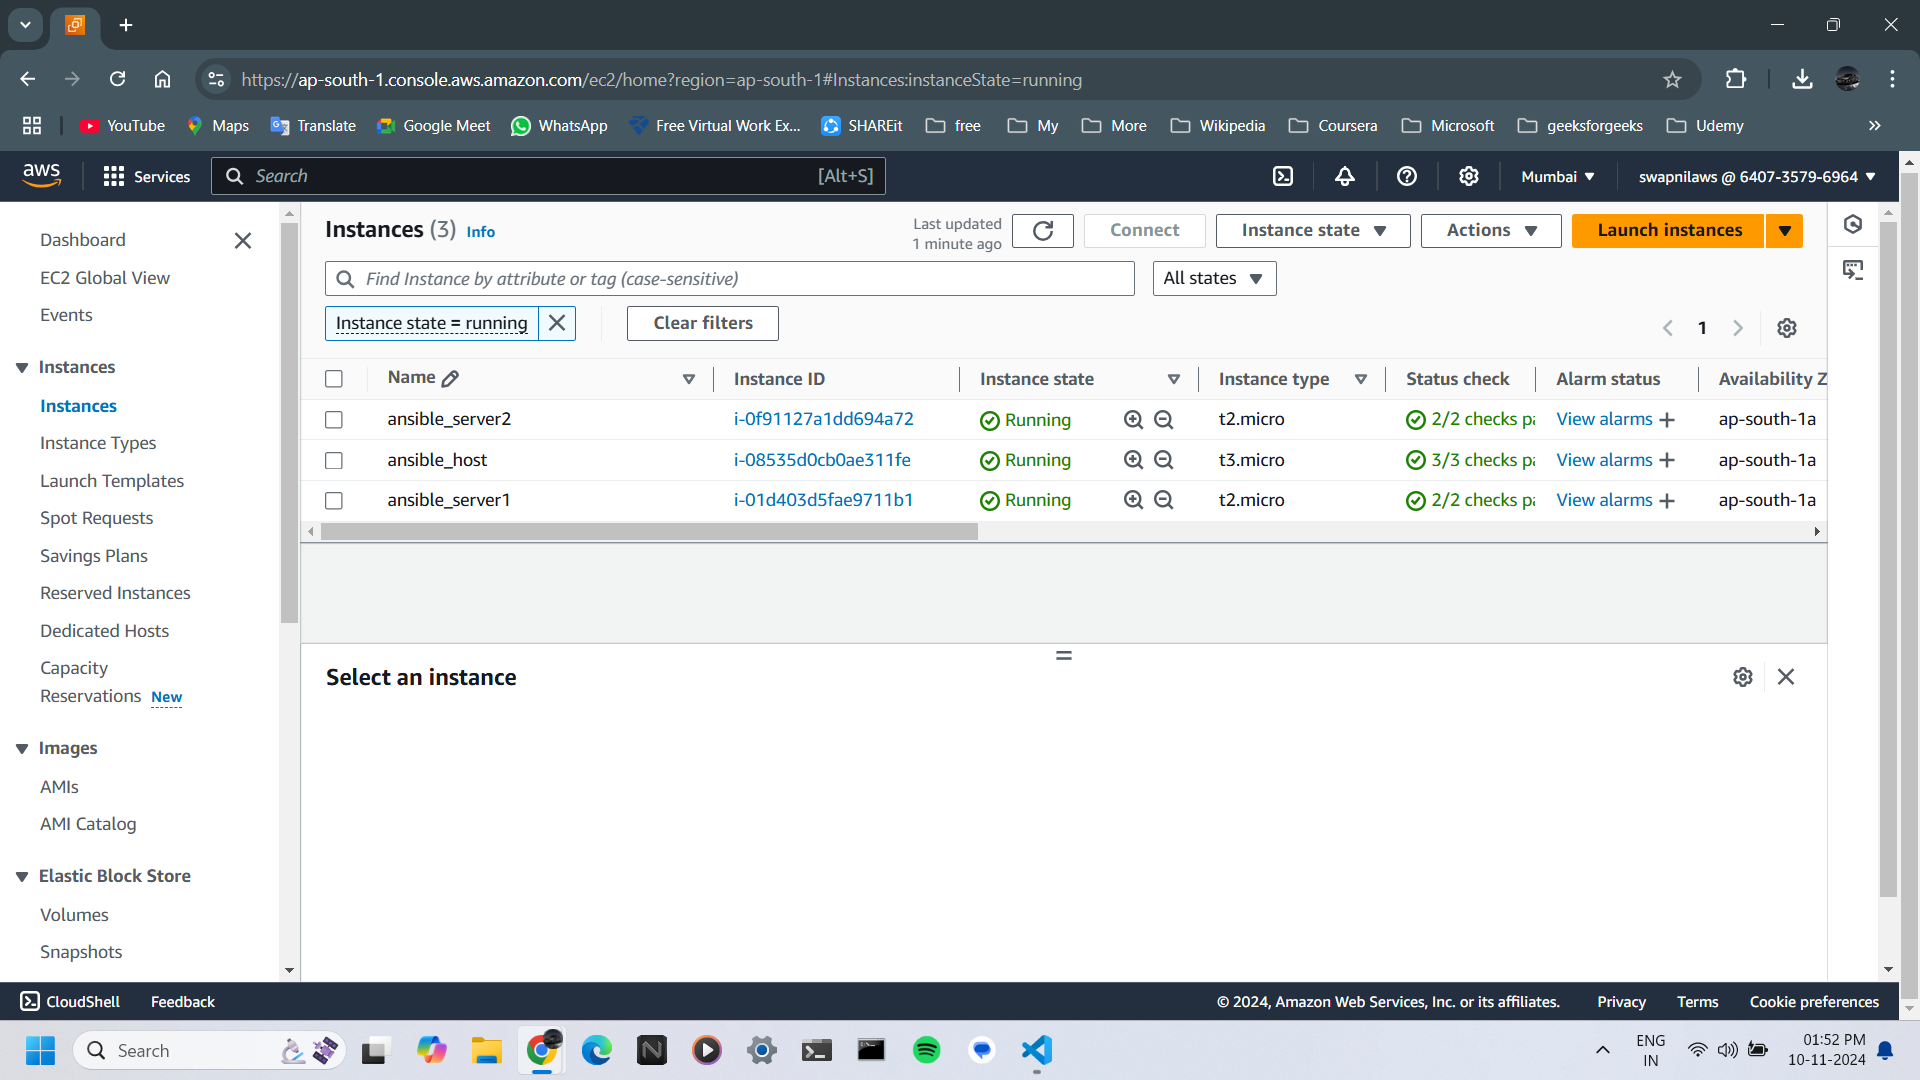 https://ap-south-1.console.aws.amazon.com/ec2/home?region=ap-south-1#Instances:instanceState=running
YouTube Maps Translate Google Meet WhatsApp Free Virtual Work Ex... SHAREit free My More Wikipedia Coursera Microsoft geeksforgeeks Udemy
aws Services Search [Alt+S] Mumbai swapnilaws @ 6407-3579-6964
Dashboard
EC2 Global View
Events
Instances
Instances
Instance Types
Launch Templates
Spot Requests
Savings Plans
Reserved Instances
Dedicated Hosts
Capacity
Reservations New
Images
AMIs
AMI Catalog
Elastic Block Store
Volumes
Snapshots
Instances (3) Info
Last updated
1 minute ago
Connect Instance state Actions Launch instances
Find Instance by attribute or tag (case-sensitive) All states
Instance state = running Clear filters
1
Name Instance ID Instance state Instance type Status check Alarm status Availability Z
ansible_server2 i-0f91127a1dd694a72 Running t2.micro 2/2 checks pa View alarms + ap-south-1a
ansible_host i-08535d0cb0ae311fe Running t3.micro 3/3 checks pa View alarms + ap-south-1a
ansible_server1 i-01d403d5fae9711b1 Running t2.micro 2/2 checks pa View alarms + ap-south-1a
Select an instance
CloudShell Feedback © 2024, Amazon Web Services, Inc. or its affiliates. Privacy Terms Cookie preferences
Search
ENG
IN
01:52 PM
10-11-2024